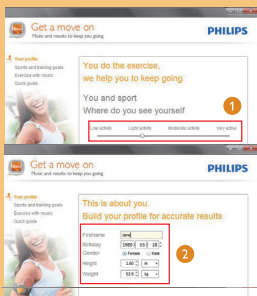 Get a move on
Music and results to keep you going
PHILIPS
Your profile
Sports and training goals
Exercise with music
Quick guide
You do the exercise,
we help you to keep going
You and sport
Where do you see yourself
1
Low activity Light activity Moderate activity Very active
Get a move on
Music and results to keep you going
PHILIPS
Your profile
Sports and training goals
Exercise with music
Quick guide
This is about you.
Build your profile for accurate results
Firstname Jane
Birthday 1980 03 18
Gender Female Male
Height 1.60 m
Weight 52.0 kg
2